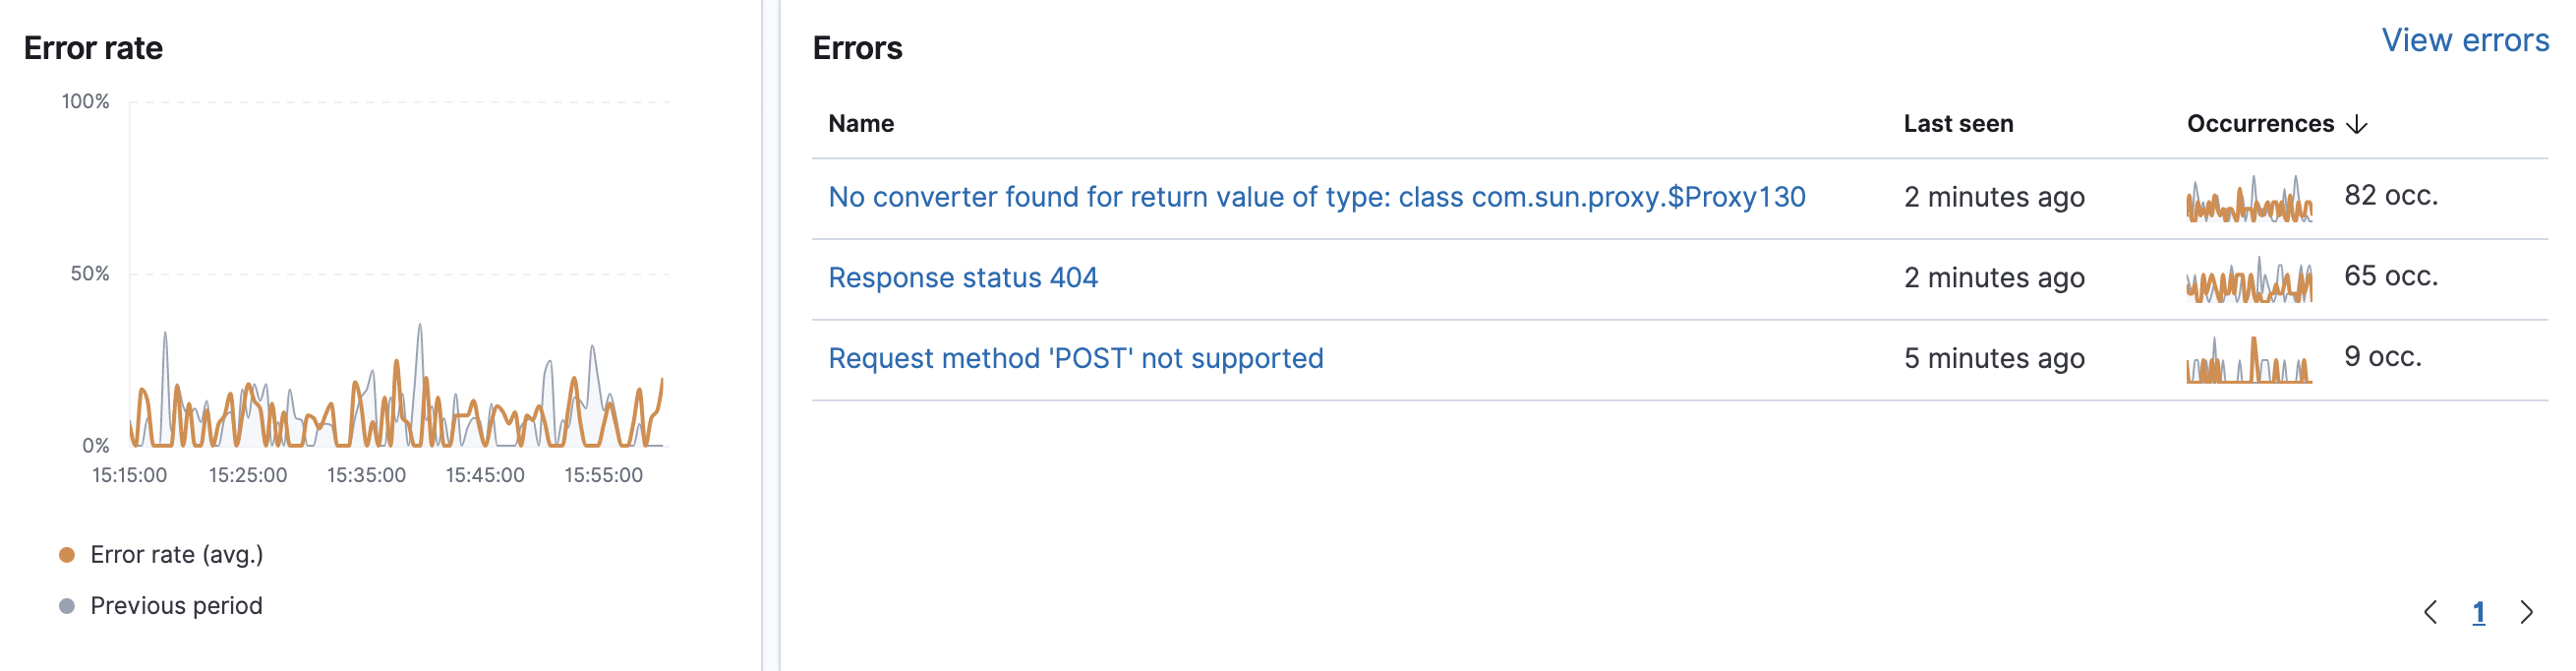 Error rate
100%
50%
0%
15:15:00 15:25:00 15:35:00 15:45:00 15:55:00
Error rate (avg.)
Previous period
Errors
View errors
Name Last seen Occurrences
No converter found for return value of type: class com.sun.proxy.$Proxy130 2 minutes ago 82 occ.
Response status 404 2 minutes ago 65 occ.
Request method 'POST' not supported 5 minutes ago 9 occ.
1